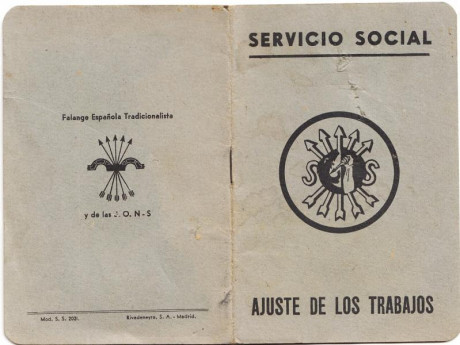 Falange Española Tradicionalista
y de las J. O. N - S
Mod. S. S. 202.
Rivadeneyra, S. A. - Madrid.
SERVICIO SOCIAL
S S
AJUSTE DE LOS TRABAJOS